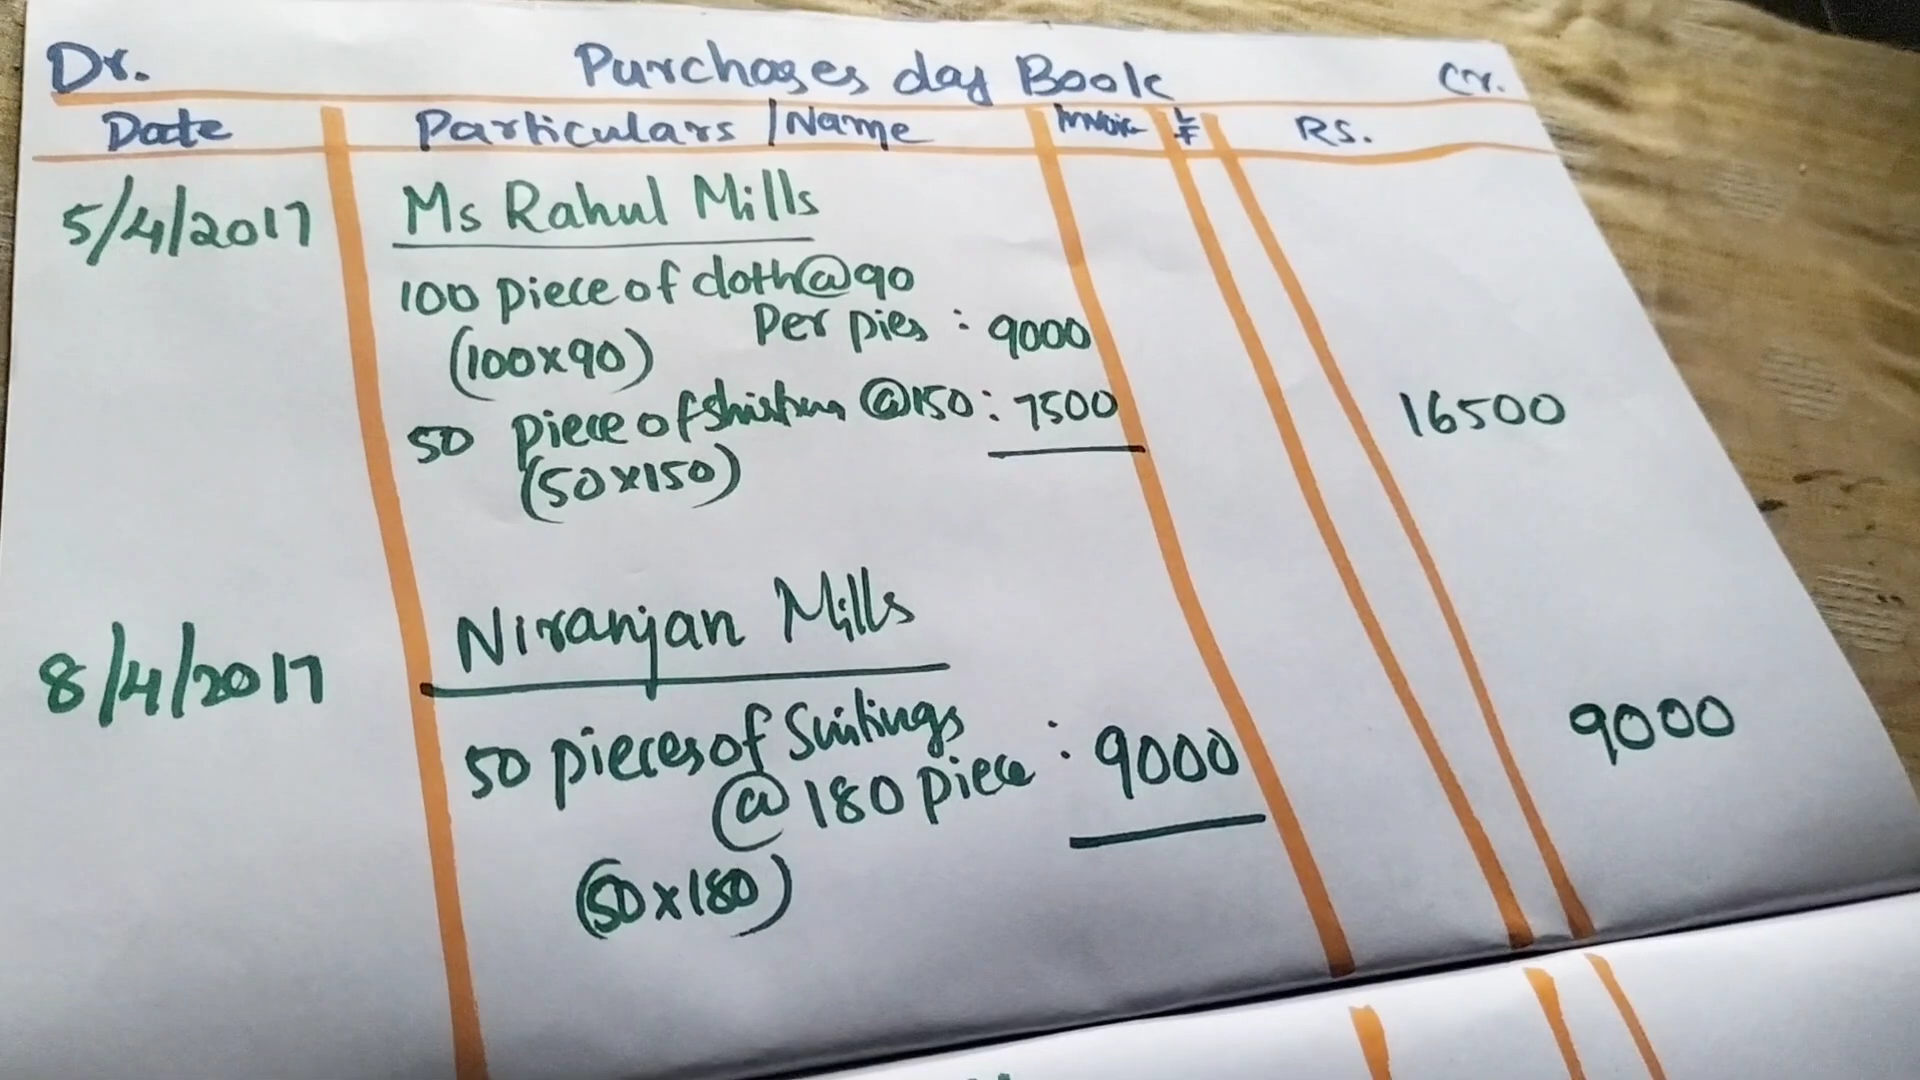 Dr. Purchases day Book Cr.
Date Particulars / Name Invoic L F RS.
5/4/2017 Ms Rahul Mills
100 piece of cloth @ 90
Per pies : 9000
(100x90)
50 piece of @ 150 : 7500 16500
(50x150)
8/4/2017 Niranjan Mills
50 pieces of Suitings
@ 180 piece : 9000 9000
(50x180)